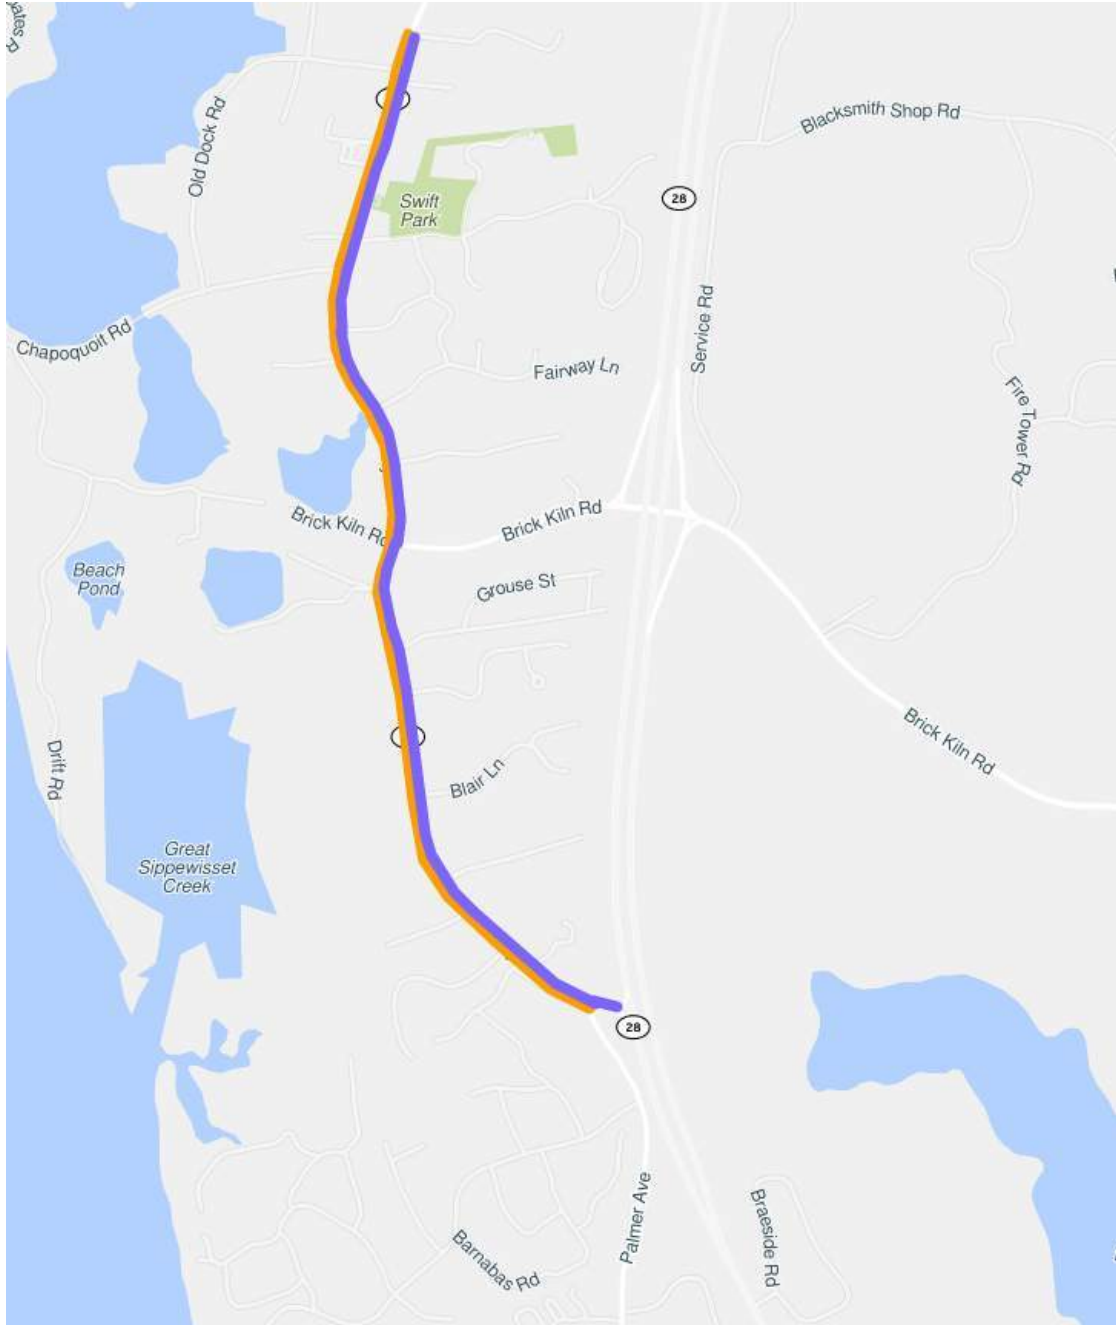 Old Dock Rd
Blacksmith Shop Rd
Swift
Park
28
Service Rd
Chapoquoit Rd
Fairway Ln
Fire Tower Rd
Brick Kiln Rd
Brick Kiln Rd
Beach
Pond
Grouse St
Brick Kiln Rd
Drift Rd
Blair Ln
Great
Sippewisset
Creek
28
Palmer Ave
Braeside Rd
Barnabas Rd